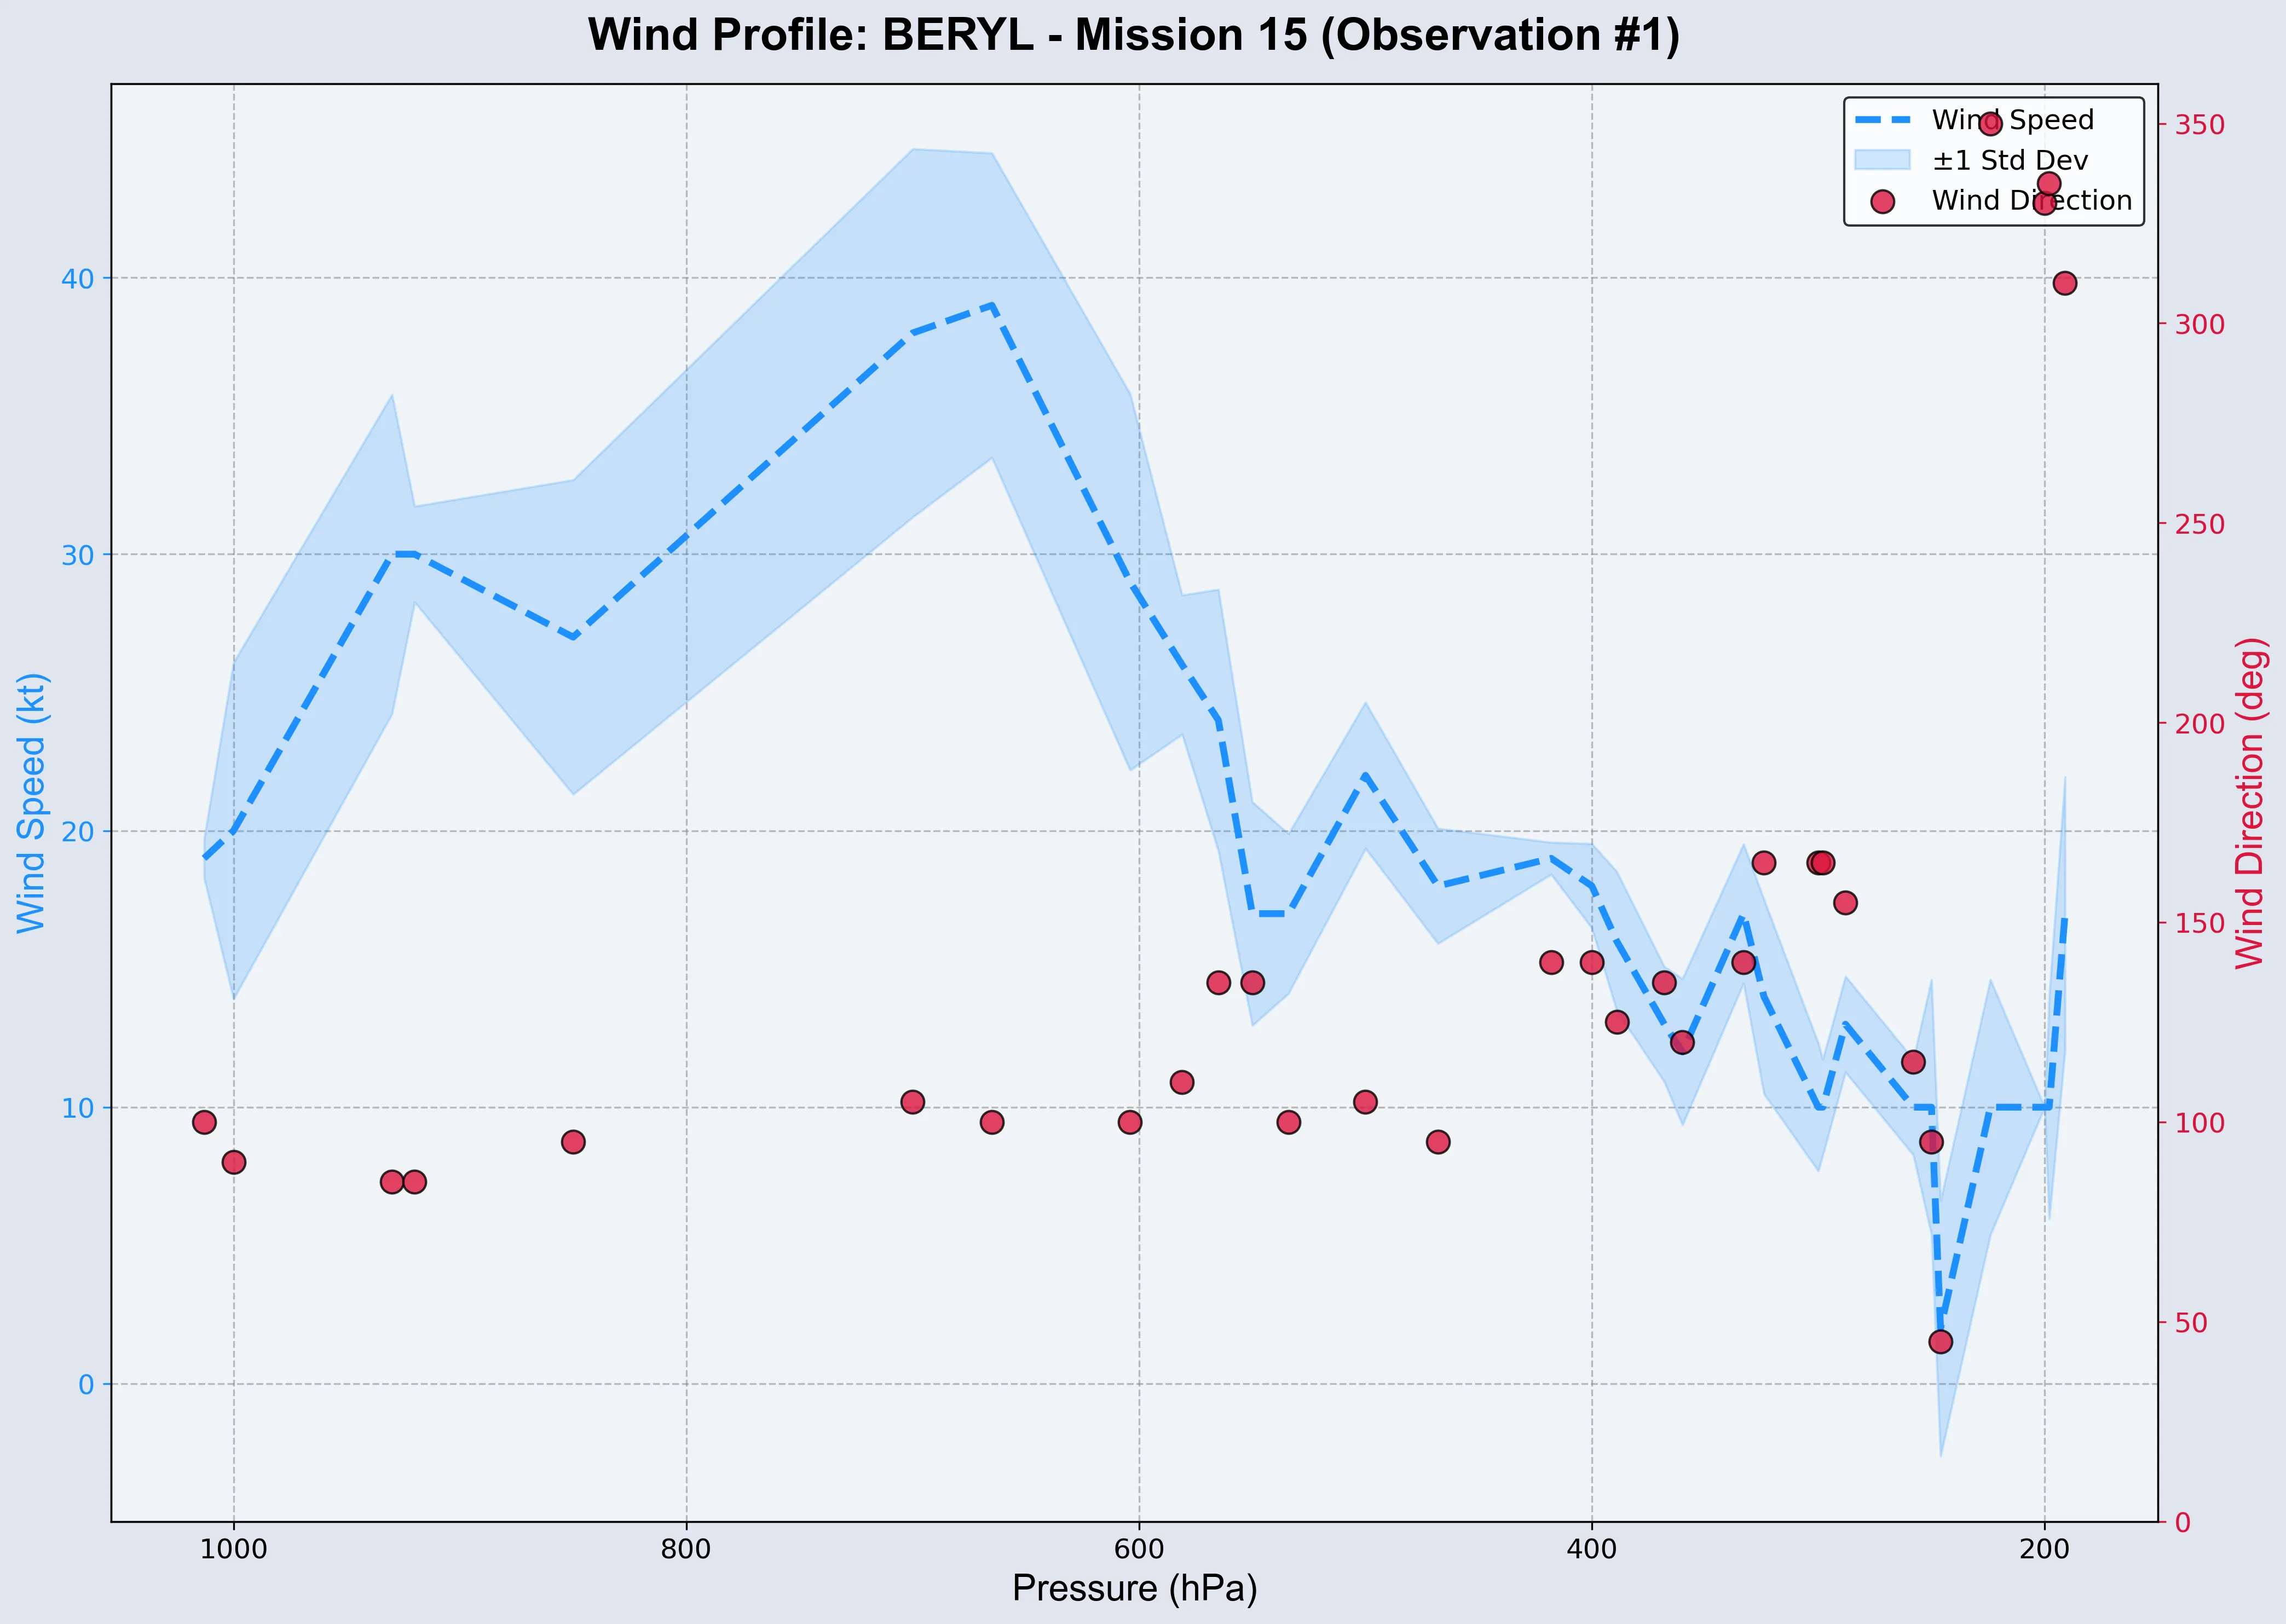 Wind Profile: BERYL - Mission 15 (Observation #1)
Wind Speed
±1 Std Dev
Wind Direction
Wind Speed (kt)
40
30
20
10
0
350
300
250
200
150
100
50
0
Wind Direction (deg)
1000
800
600
400
200
Pressure (hPa)